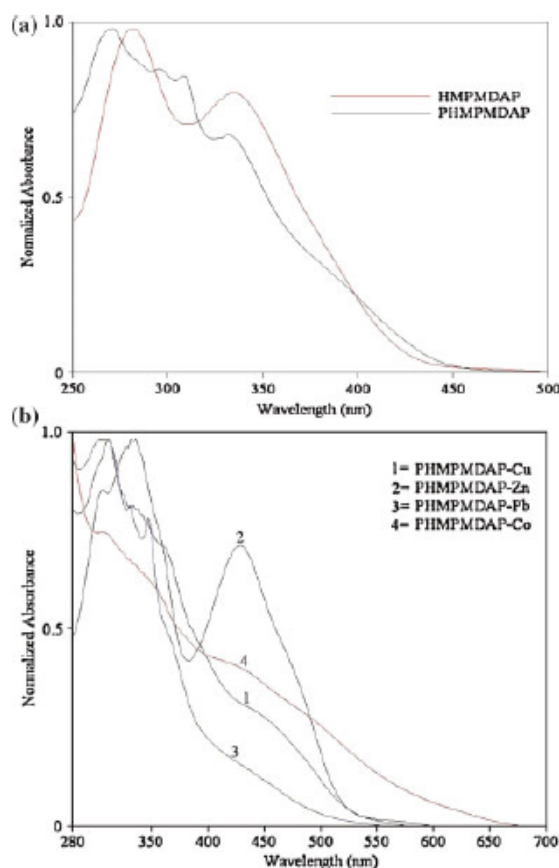 (a)
1.0
HMPMDAP
PHMPMDAP
Normalized Absorbance
0.5
0
250 300 350 400 450 500
Wavelength (nm)
(b)
1.0
1= PHMPMDAP-Cu
2= PHMPMDAP-Zn
3= PHMPMDAP-Pb
4= PHMPMDAP-Co
2
Normalized Absorbance
0.5
4
1
3
0
280 350 400 450 500 550 600 650 700
Wavelength (nm)